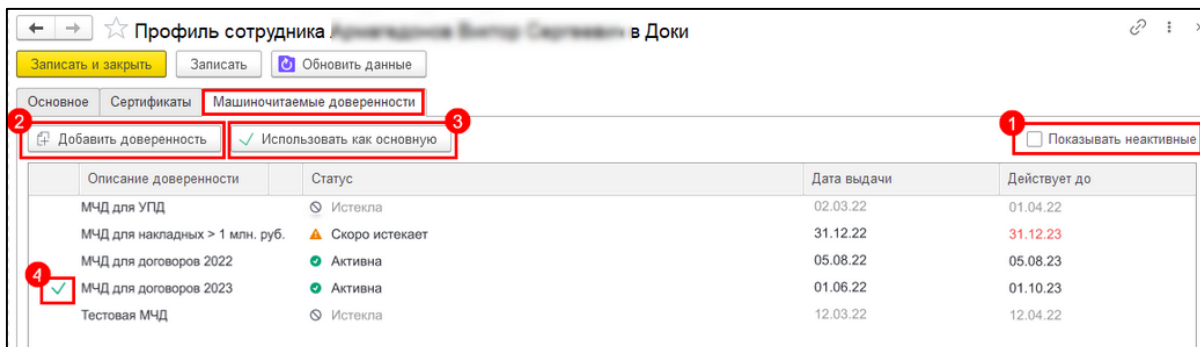 Профиль сотрудника в Доки
Записать и закрыть Записать Обновить данные
Основное Сертификаты Машиночитаемые доверенности
2 3 1
Добавить доверенность Использовать как основную Показывать неактивные
Описание доверенности Статус Дата выдачи Действует до
МЧД для УПД Истекла 02.03.22 01.04.22
МЧД для накладных > 1 млн. руб. Скоро истекает 31.12.22 31.12.23
МЧД для договоров 2022 Активна 05.08.22 05.08.23
4
МЧД для договоров 2023 Активна 01.06.22 01.10.23
Тестовая МЧД Истекла 12.03.22 12.04.22